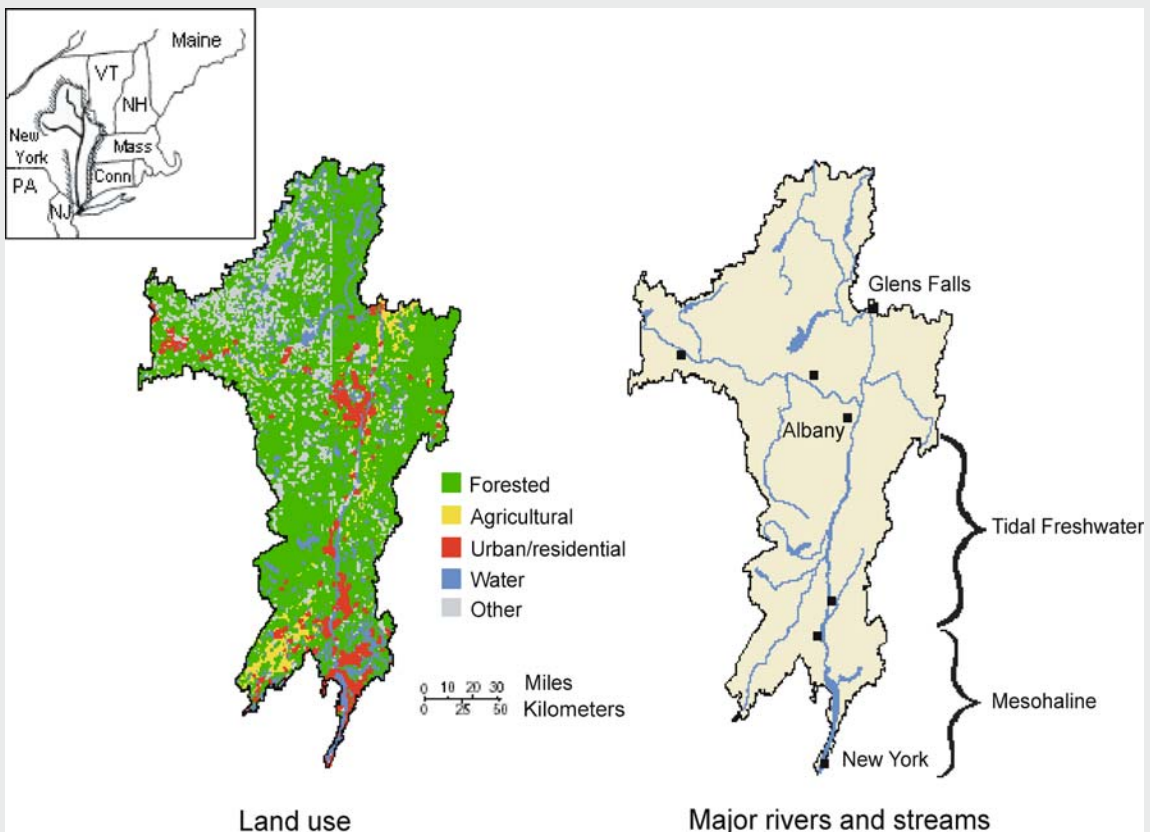 Maine
VT
NH
New
York
Mass
Conn
PA
NJ
Glens Falls
Albany
Forested
Agricultural
Urban/residential
Water
Other
Tidal Freshwater
0 10 20 30 Miles
0 25 50 Kilometers
Mesohaline
New York
Land use
Major rivers and streams